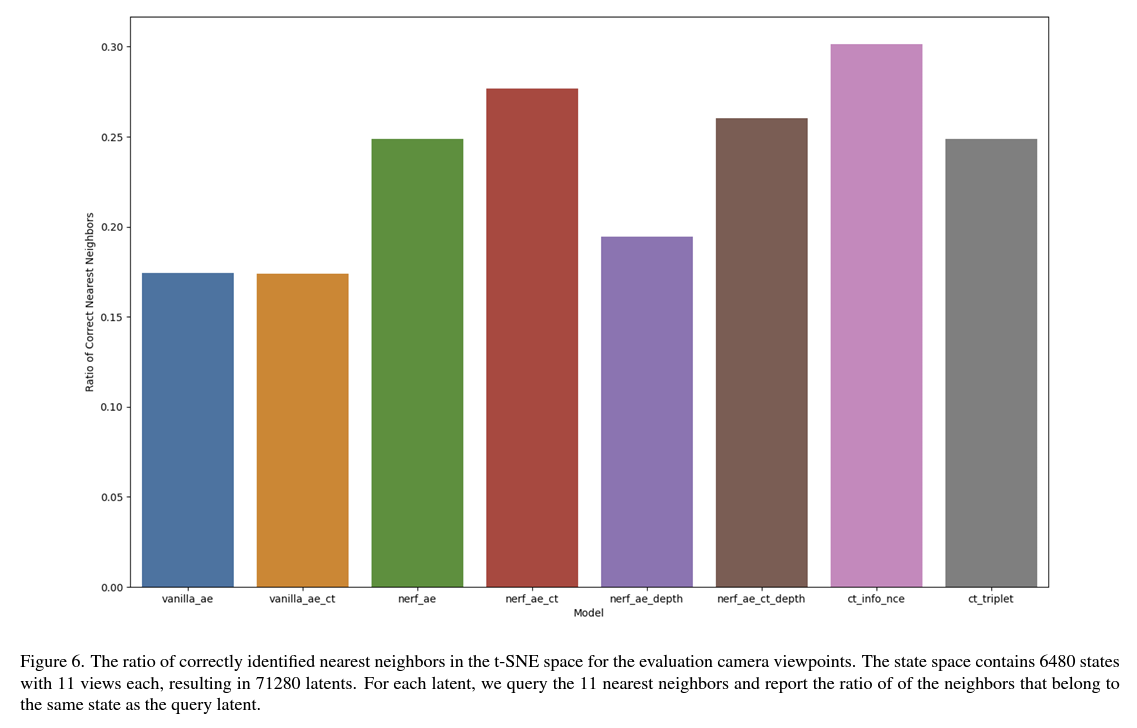 0.30
0.25
0.20
0.15
0.10
0.05
0.00
Ratio of Correct Nearest Neighbors
vanilla_ae vanilla_ae_ct nerf_ae nerf_ae_ct nerf_ae_depth nerf_ae_ct_depth ct_info_nce ct_triplet
Model
Figure 6. The ratio of correctly identified nearest neighbors in the t-SNE space for the evaluation camera viewpoints. The state space contains 6480 states
with 11 views each, resulting in 71280 latents. For each latent, we query the 11 nearest neighbors and report the ratio of of the neighbors that belong to
the same state as the query latent.